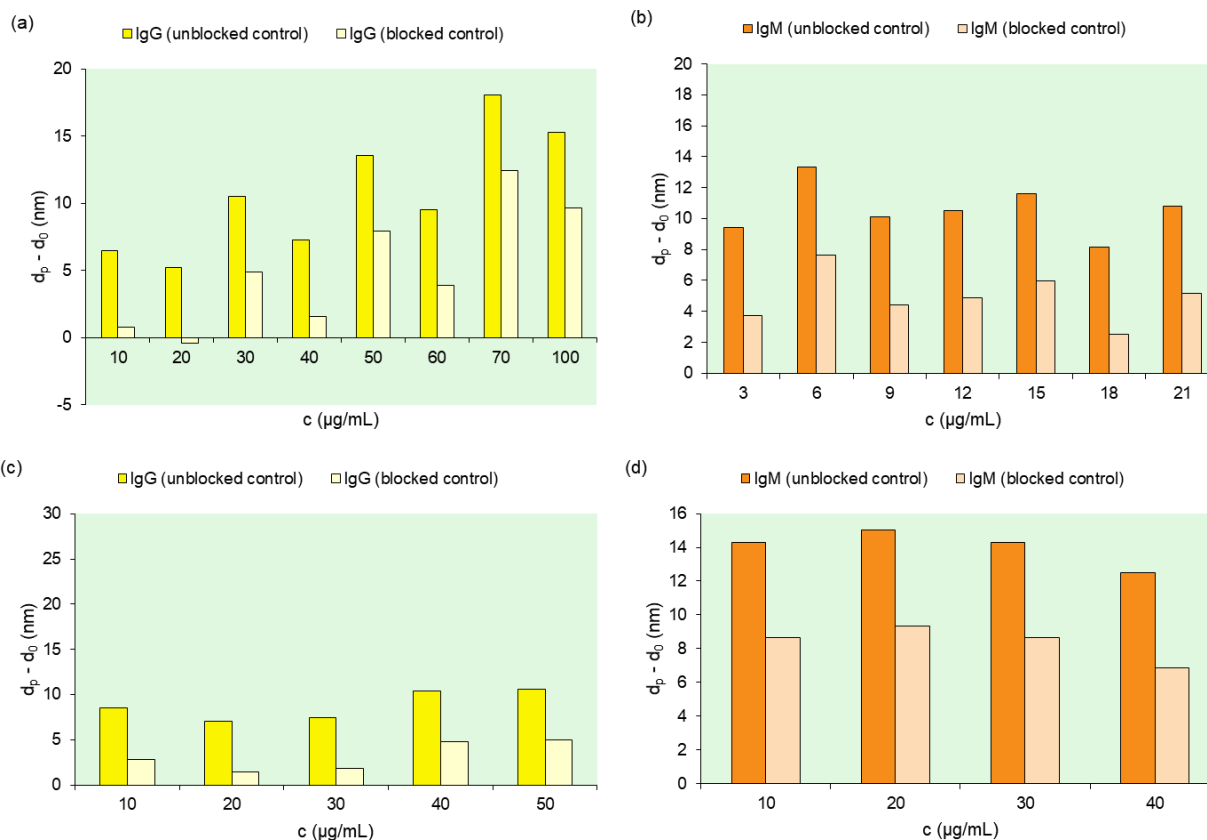 (a)
IgG (unblocked control) IgG (blocked control)
20
15
10
5
0
-5
dp - d0 (nm)
10 20 30 40 50 60 70 100
c (µg/mL)
(b)
IgM (unblocked control) IgM (blocked control)
20
18
16
14
12
10
8
6
4
2
0
dp - d0 (nm)
3 6 9 12 15 18 21
c (µg/mL)
(c)
IgG (unblocked control) IgG (blocked control)
30
25
20
15
10
5
0
dp - d0 (nm)
10 20 30 40 50
c (µg/mL)
(d)
IgM (unblocked control) IgM (blocked control)
16
14
12
10
8
6
4
2
0
dp - d0 (nm)
10 20 30 40
c (µg/mL)